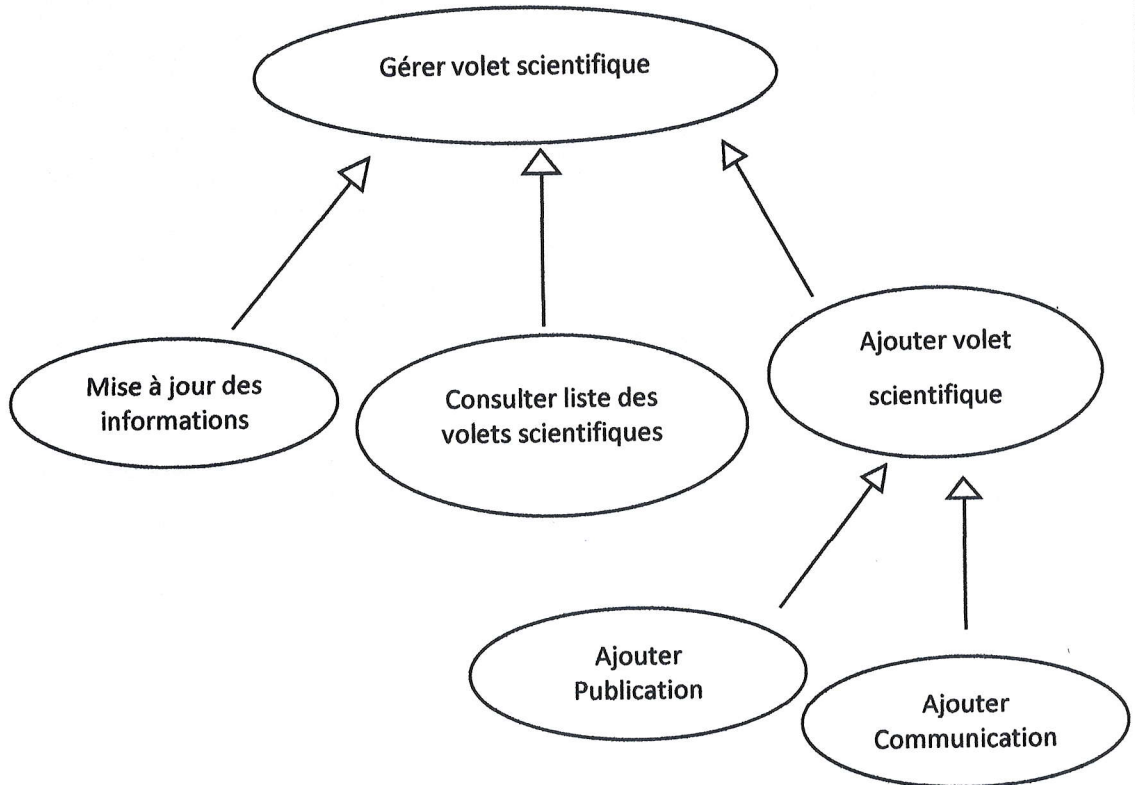 Gérer volet scientifique
Mise à jour des
informations
Consulter liste des
volets scientifiques
Ajouter volet
scientifique
Ajouter
Publication
Ajouter
Communication